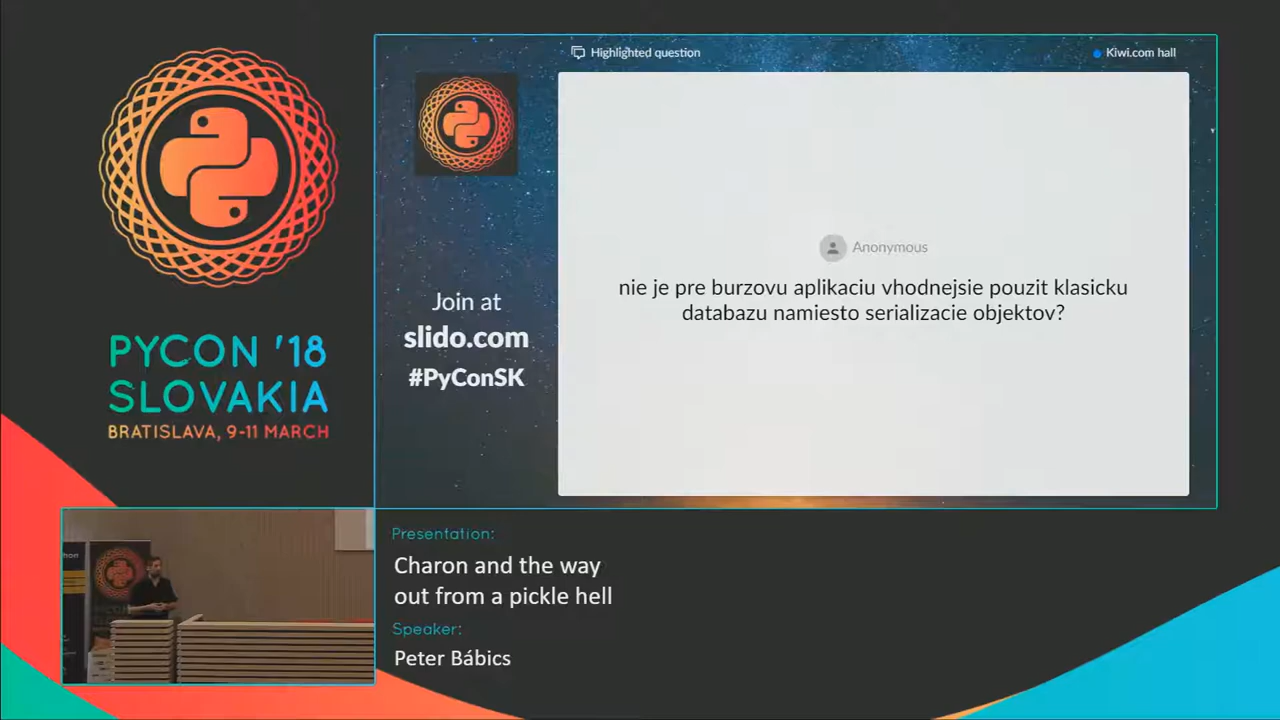 PYCON '18
SLOVAKIA
BRATISLAVA, 9-11 MARCH
Highlighted question
Kiwi.com hall
Join at
slido.com
#PyConSK
Anonymous
nie je pre burzovu aplikaciu vhodnejsie pouzit klasicku
databazu namiesto serializacie objektov?
Presentation:
Charon and the way
out from a pickle hell
Speaker:
Peter Bábics